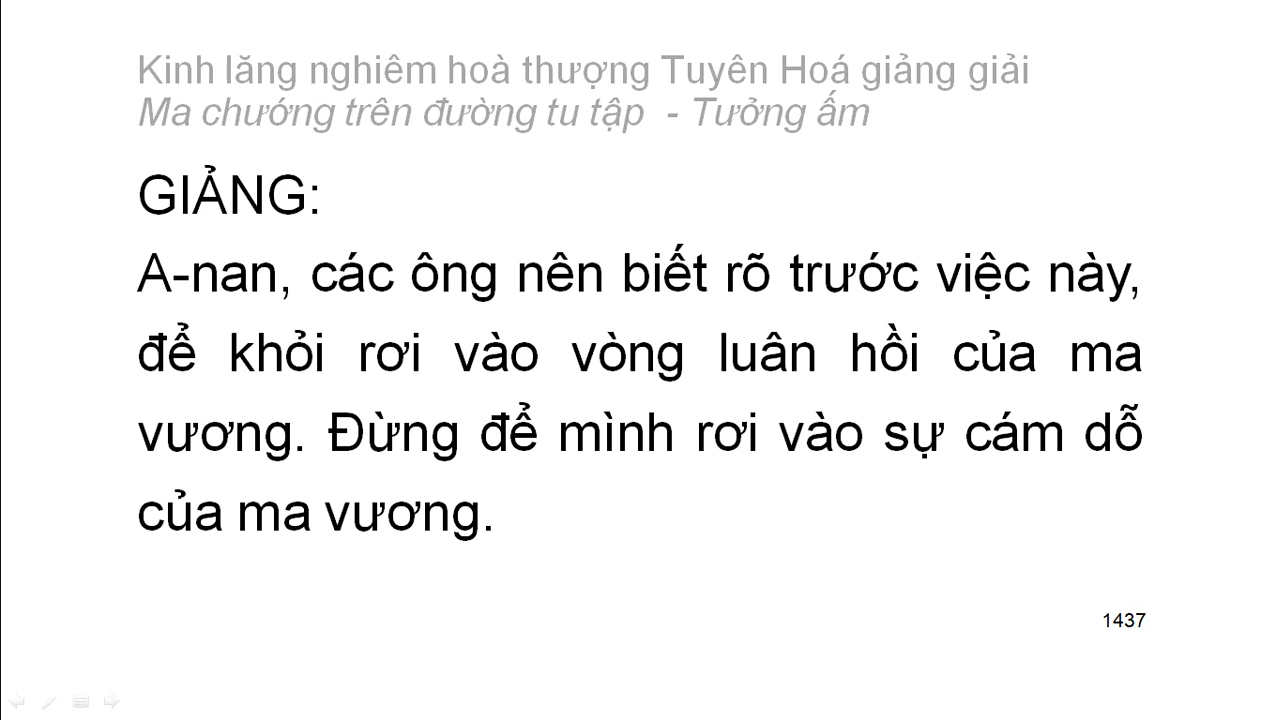 Kinh lăng nghiêm hoà thượng Tuyên Hoá giảng giải
Ma chướng trên đường tu tập - Tưởng ấm
GIẢNG:
A-nan, các ông nên biết rõ trước việc này,
để khỏi rơi vào vòng luân hồi của ma
vương. Đừng để mình rơi vào sự cám dỗ
của ma vương.
1437